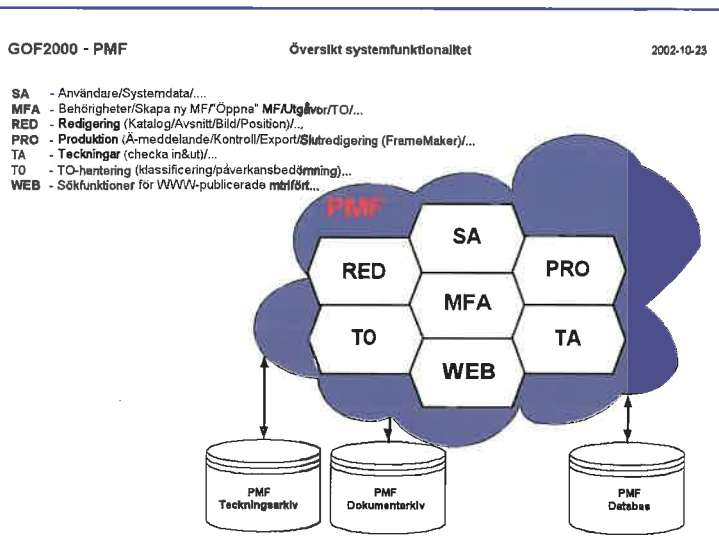 GOF2000 - PMF
Översikt systemfunktionalitet
2002-10-23
SA - Användare/Systemdata/....
MFA - Behörigheter/Skapa ny MF/"Öppna" MF/Utgåvor/TO/...
RED - Redigering (Katalog/Avsnitt/Bild/Position)/...
PRO - Produktion (Ä-meddelande/Kontroll/Export/Slutredigering (FrameMaker)/...
TA - Teckningar (checka in&ut)/...
TO - TO-hantering (klassificering/påverkansbedömning)...
WEB - Sökfunktioner för WWW-publicerade mtrlfört...
PMF
SA
RED
PRO
MFA
TO
TA
WEB
PMF
Teckningsarkiv
PMF
Dokumentarkiv
PMF
Databas